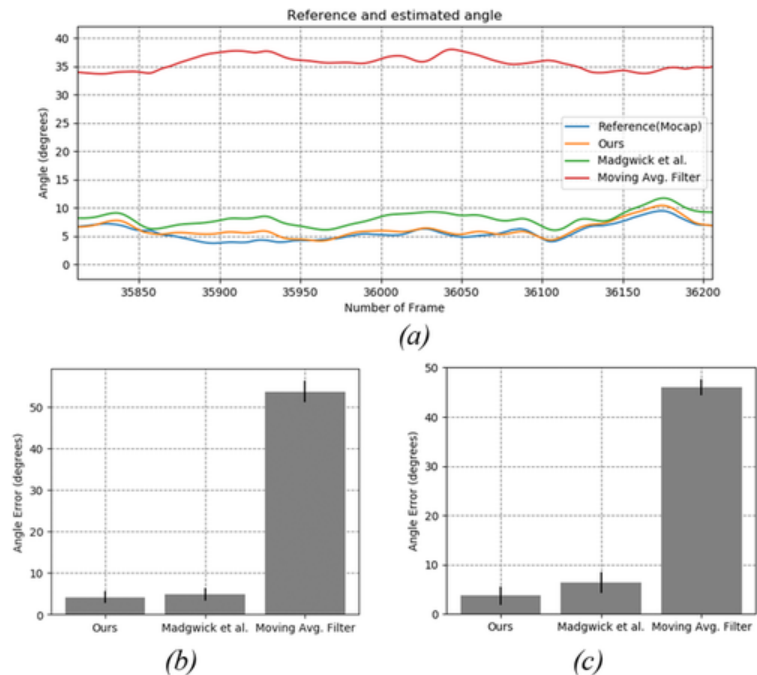 Reference and estimated angle
40
35
30
25
20
15
10
5
0
Angle (degrees)
Reference(Mocap)
Ours
Madgwick et al.
Moving Avg. Filter
35850 35900 35950 36000 36050 36100 36150 36200
Number of Frame
(a)
50
40
30
20
10
0
Angle Error (degrees)
Ours Madgwick et al. Moving Avg. Filter
(b)
50
40
30
20
10
0
Angle Error (degrees)
Ours Madgwick et al. Moving Avg. Filter
(c)